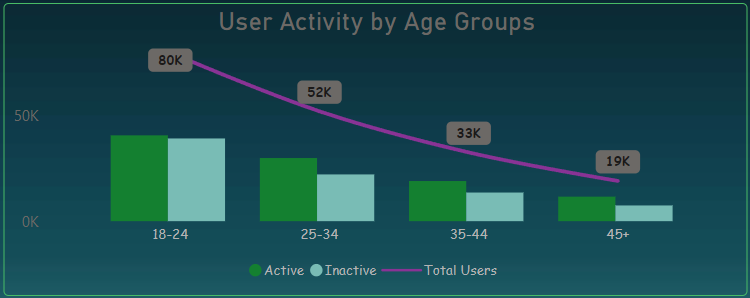 User Activity by Age Groups
80K
52K
50K
33K
19K
0K
18-24 25-34 35-44 45+
Active Inactive Total Users